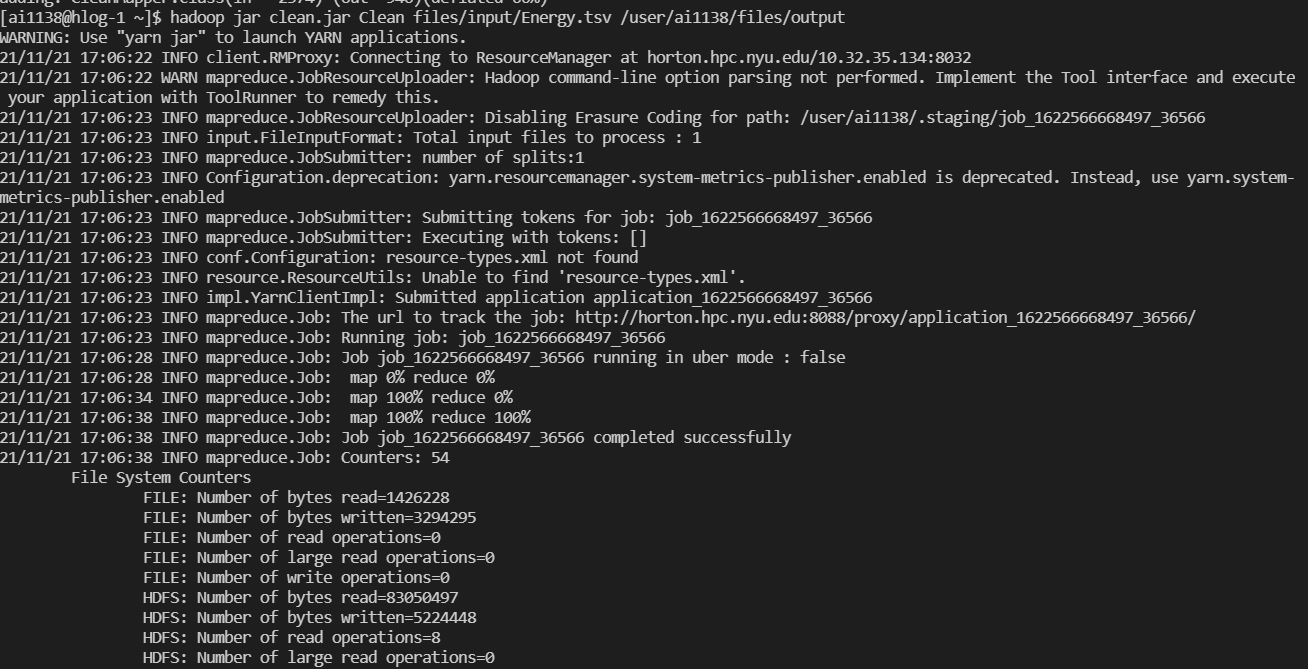 adding: CleanMapper.class(in = 2574) (out= 948)(deflated 60%)
[ai1138@hlog-1 ~]$ hadoop jar clean.jar Clean files/input/Energy.tsv /user/ai1138/files/output
WARNING: Use "yarn jar" to launch YARN applications.
21/11/21 17:06:22 INFO client.RMProxy: Connecting to ResourceManager at horton.hpc.nyu.edu/10.32.35.134:8032
21/11/21 17:06:22 WARN mapreduce.JobResourceUploader: Hadoop command-line option parsing not performed. Implement the Tool interface and execute
your application with ToolRunner to remedy this.
21/11/21 17:06:23 INFO mapreduce.JobResourceUploader: Disabling Erasure Coding for path: /user/ai1138/.staging/job_1622566668497_36566
21/11/21 17:06:23 INFO input.FileInputFormat: Total input files to process : 1
21/11/21 17:06:23 INFO mapreduce.JobSubmitter: number of splits:1
21/11/21 17:06:23 INFO Configuration.deprecation: yarn.resourcemanager.system-metrics-publisher.enabled is deprecated. Instead, use yarn.system-
metrics-publisher.enabled
21/11/21 17:06:23 INFO mapreduce.JobSubmitter: Submitting tokens for job: job_1622566668497_36566
21/11/21 17:06:23 INFO mapreduce.JobSubmitter: Executing with tokens: []
21/11/21 17:06:23 INFO conf.Configuration: resource-types.xml not found
21/11/21 17:06:23 INFO resource.ResourceUtils: Unable to find 'resource-types.xml'.
21/11/21 17:06:23 INFO impl.YarnClientImpl: Submitted application application_1622566668497_36566
21/11/21 17:06:23 INFO mapreduce.Job: The url to track the job: http://horton.hpc.nyu.edu:8088/proxy/application_1622566668497_36566/
21/11/21 17:06:23 INFO mapreduce.Job: Running job: job_1622566668497_36566
21/11/21 17:06:28 INFO mapreduce.Job: Job job_1622566668497_36566 running in uber mode : false
21/11/21 17:06:28 INFO mapreduce.Job:  map 0% reduce 0%
21/11/21 17:06:34 INFO mapreduce.Job:  map 100% reduce 0%
21/11/21 17:06:38 INFO mapreduce.Job:  map 100% reduce 100%
21/11/21 17:06:38 INFO mapreduce.Job: Job job_1622566668497_36566 completed successfully
21/11/21 17:06:38 INFO mapreduce.Job: Counters: 54
File System Counters
FILE: Number of bytes read=1426228
FILE: Number of bytes written=3294295
FILE: Number of read operations=0
FILE: Number of large read operations=0
FILE: Number of write operations=0
HDFS: Number of bytes read=83050497
HDFS: Number of bytes written=5224448
HDFS: Number of read operations=8
HDFS: Number of large read operations=0